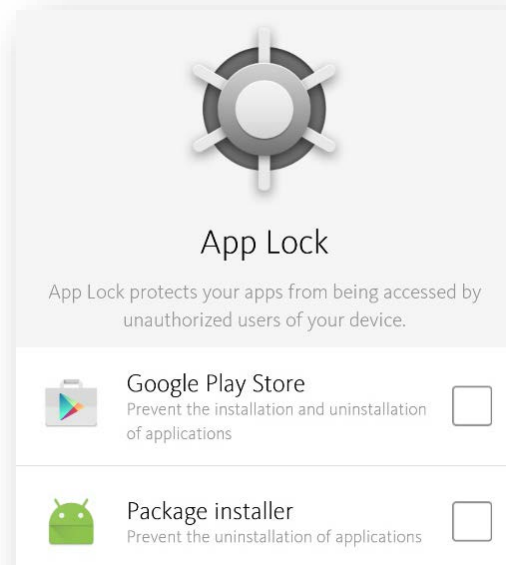 App Lock
App Lock protects your apps from being accessed by
unauthorized users of your device.
Google Play Store
Prevent the installation and uninstallation
of applications
Package installer
Prevent the uninstallation of applications